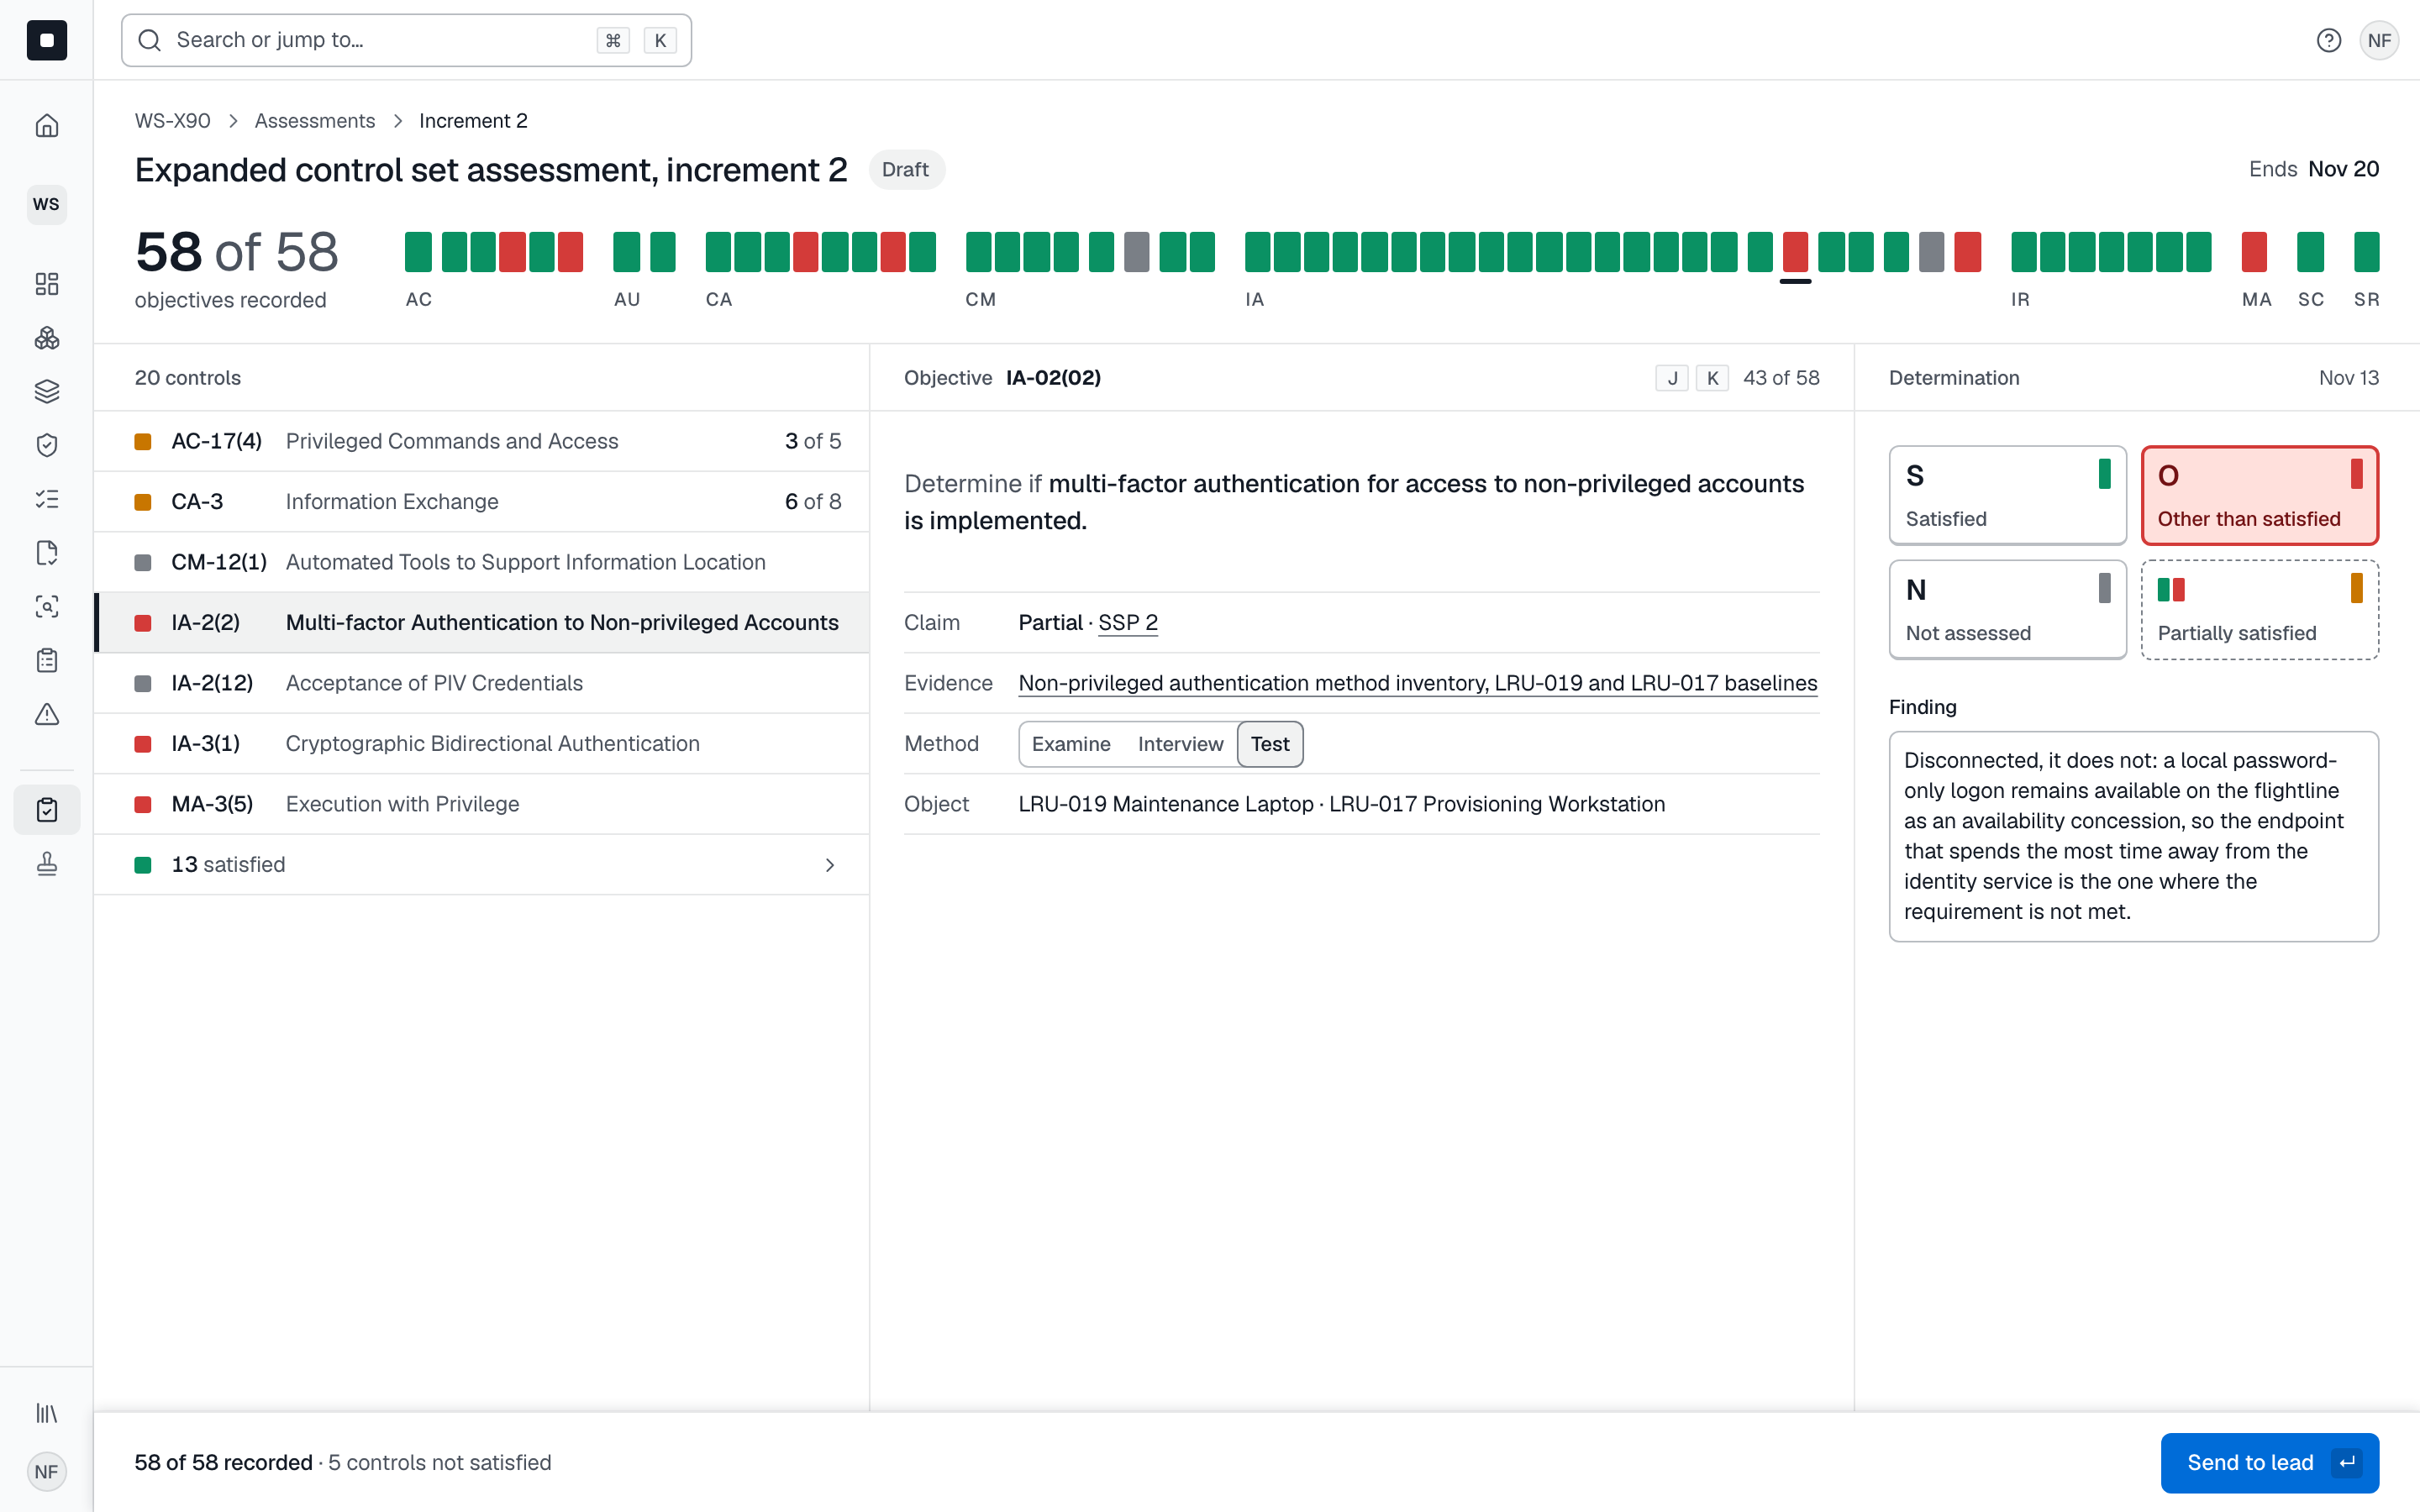 Search or jump to…
⌘ K
NF
WS
WS-X90 > Assessments > Increment 2
Expanded control set assessment, increment 2
Draft
Ends Nov 20
58 of 58
objectives recorded
AC
AU
CA
CM
IA
IR
MA
SC
SR
20 controls
AC-17(4) Privileged Commands and Access 3 of 5
CA-3 Information Exchange 6 of 8
CM-12(1) Automated Tools to Support Information Location
IA-2(2) Multi-factor Authentication to Non-privileged Accounts
IA-2(12) Acceptance of PIV Credentials
IA-3(1) Cryptographic Bidirectional Authentication
MA-3(5) Execution with Privilege
13 satisfied
Objective IA-02(02)
J K 43 of 58
Determine if multi-factor authentication for access to non-privileged accounts
is implemented.
Claim Partial · SSP 2
Evidence Non-privileged authentication method inventory, LRU-019 and LRU-017 baselines
Method Examine Interview Test
Object LRU-019 Maintenance Laptop · LRU-017 Provisioning Workstation
Determination Nov 13
S
Satisfied
O
Other than satisfied
N
Not assessed
Partially satisfied
Finding
Disconnected, it does not: a local password-
only logon remains available on the flightline
as an availability concession, so the endpoint
that spends the most time away from the
identity service is the one where the
requirement is not met.
NF
58 of 58 recorded · 5 controls not satisfied
Send to lead